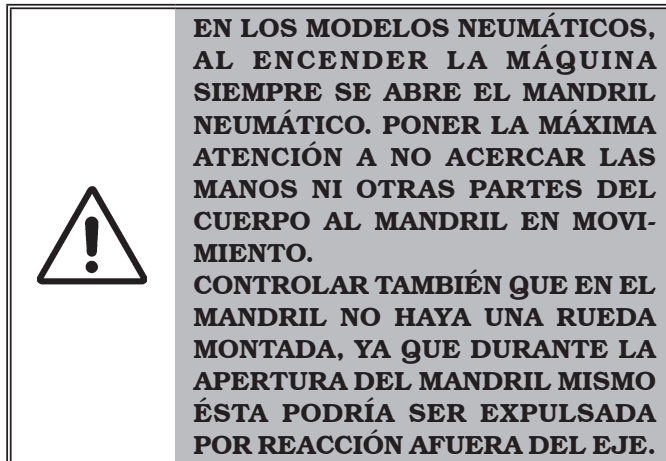 EN LOS MODELOS NEUMÁTICOS,
AL ENCENDER LA MÁQUINA
SIEMPRE SE ABRE EL MANDRIL
NEUMÁTICO. PONER LA MÁXIMA
ATENCIÓN A NO ACERCAR LAS
MANOS NI OTRAS PARTES DEL
CUERPO AL MANDRIL EN MOVI-
MIENTO.
CONTROLAR TAMBIÉN QUE EN EL
MANDRIL NO HAYA UNA RUEDA
MONTADA, YA QUE DURANTE LA
APERTURA DEL MANDRIL MISMO
ÉSTA PODRÍA SER EXPULSADA
POR REACCIÓN AFUERA DEL EJE.